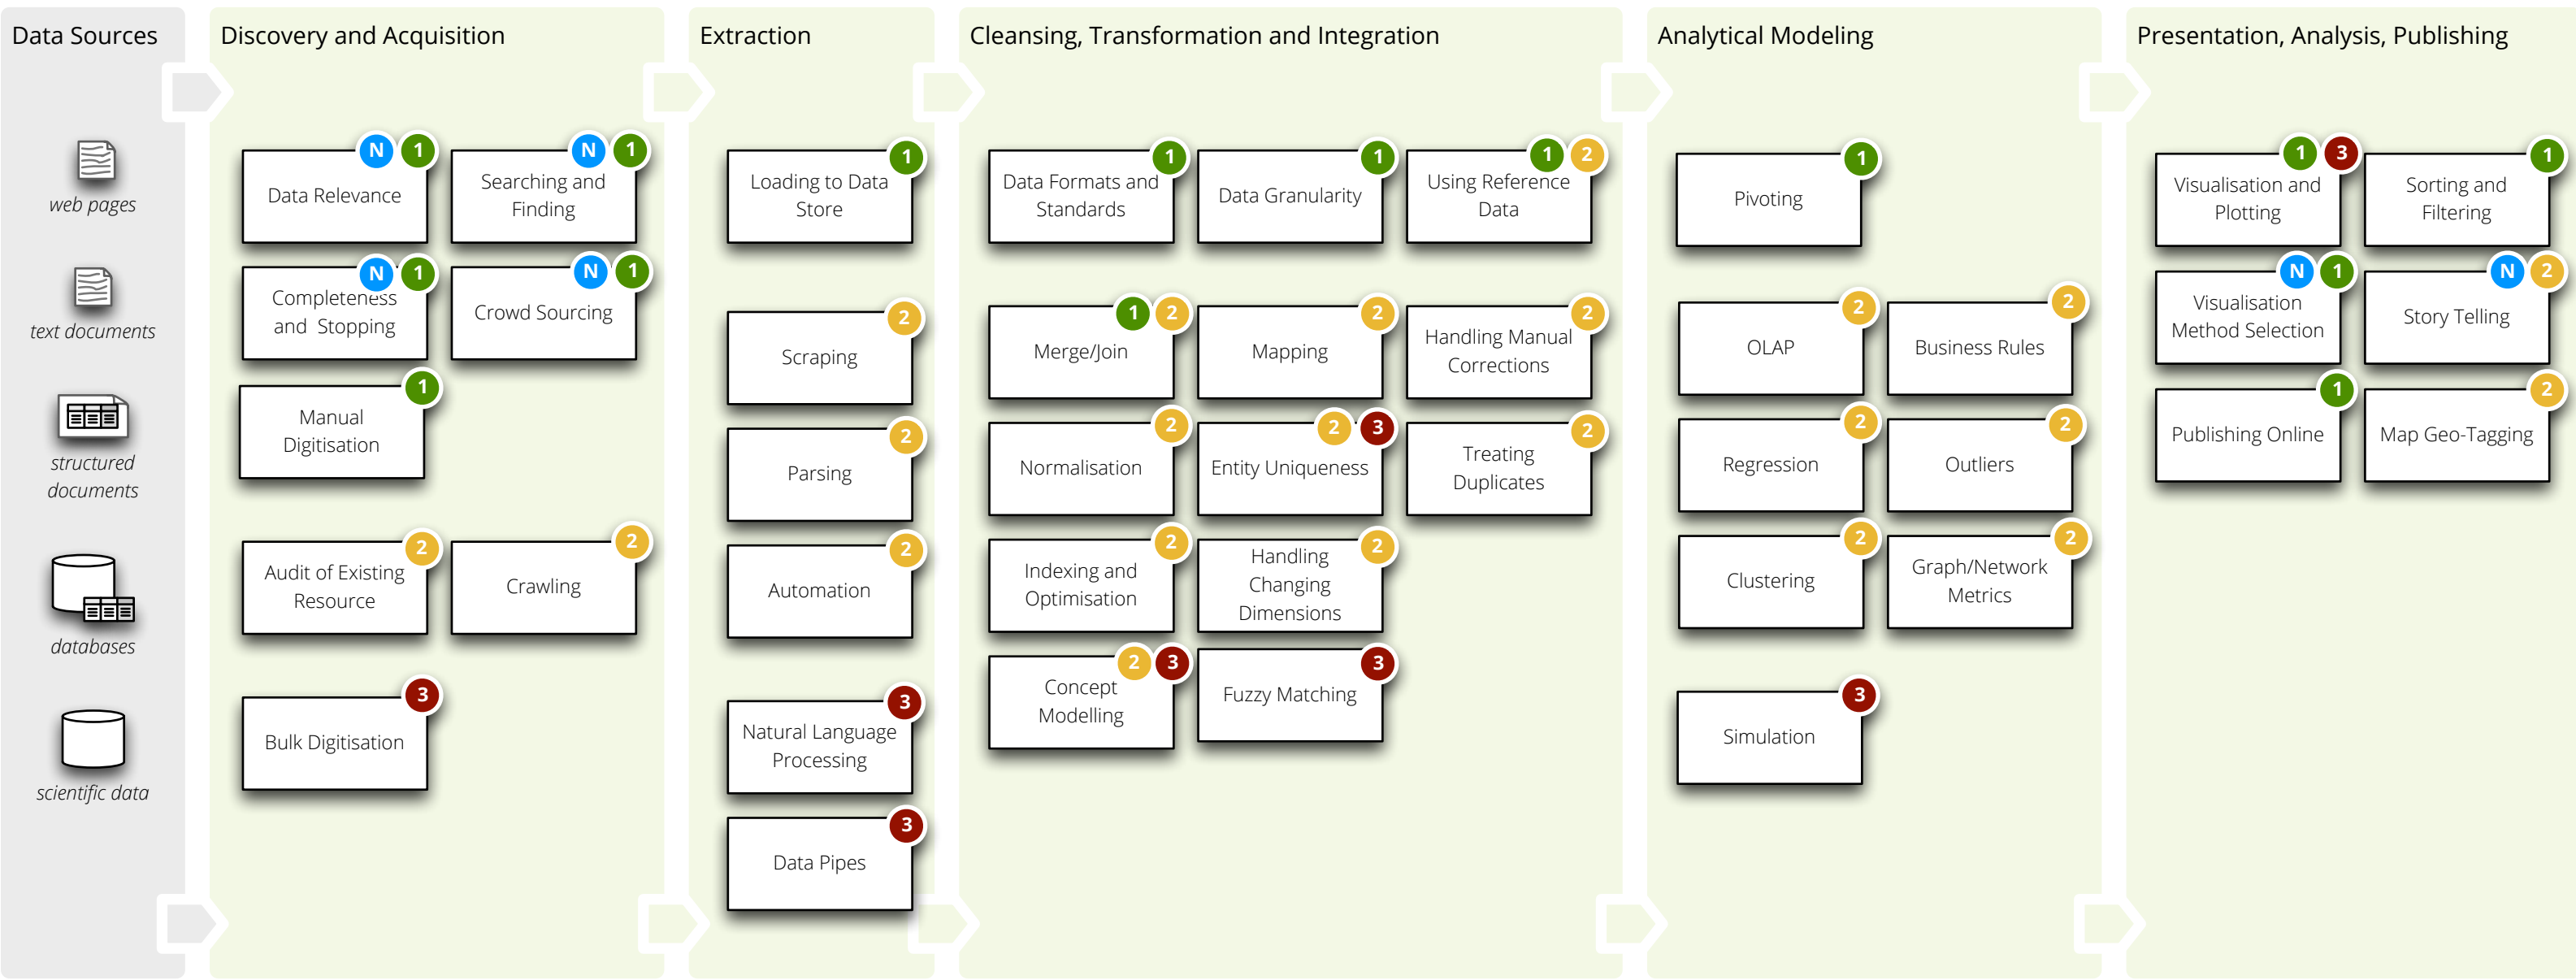 Data Sources
web pages
text documents
structured
documents
databases
scientific data
Discovery and Acquisition
N 1
Data Relevance
N 1
Searching and
Finding
N 1
Completeness
and Stopping
N 1
Crowd Sourcing
1
Manual
Digitisation
2
Audit of Existing
Resource
2
Crawling
3
Bulk Digitisation
Extraction
1
Loading to Data
Store
2
Scraping
2
Parsing
2
Automation
3
Natural Language
Processing
3
Data Pipes
Cleansing, Transformation and Integration
1
Data Formats and
Standards
1
Data Granularity
1 2
Using Reference
Data
1 2
Merge/Join
2
Mapping
2
Handling Manual
Corrections
2
Normalisation
2 3
Entity Uniqueness
2
Treating
Duplicates
2
Indexing and
Optimisation
2
Handling
Changing
Dimensions
2 3
Concept
Modelling
3
Fuzzy Matching
Analytical Modeling
1
Pivoting
2
OLAP
2
Business Rules
2
Regression
2
Outliers
2
Clustering
2
Graph/Network
Metrics
3
Simulation
Presentation, Analysis, Publishing
1 3
Visualisation and
Plotting
1
Sorting and
Filtering
N 1
Visualisation
Method Selection
N 2
Story Telling
1
Publishing Online
2
Map Geo-Tagging